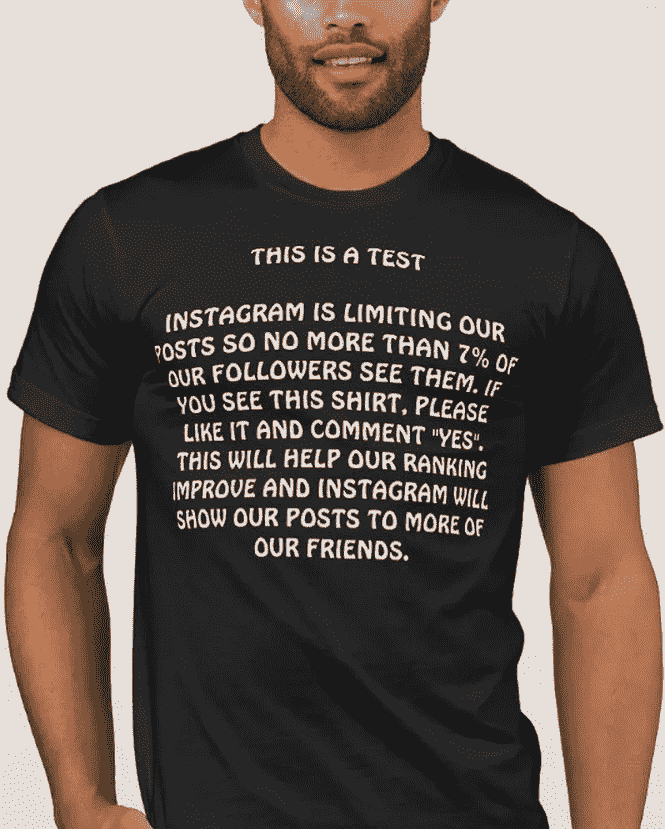 THIS IS A TEST
INSTAGRAM IS LIMITING OUR
POSTS SO NO MORE THAN 7% OF
OUR FOLLOWERS SEE THEM. IF
YOU SEE THIS SHIRT, PLEASE
LIKE IT AND COMMENT "YES".
THIS WILL HELP OUR RANKING
IMPROVE AND INSTAGRAM WILL
SHOW OUR POSTS TO MORE OF
OUR FRIENDS.